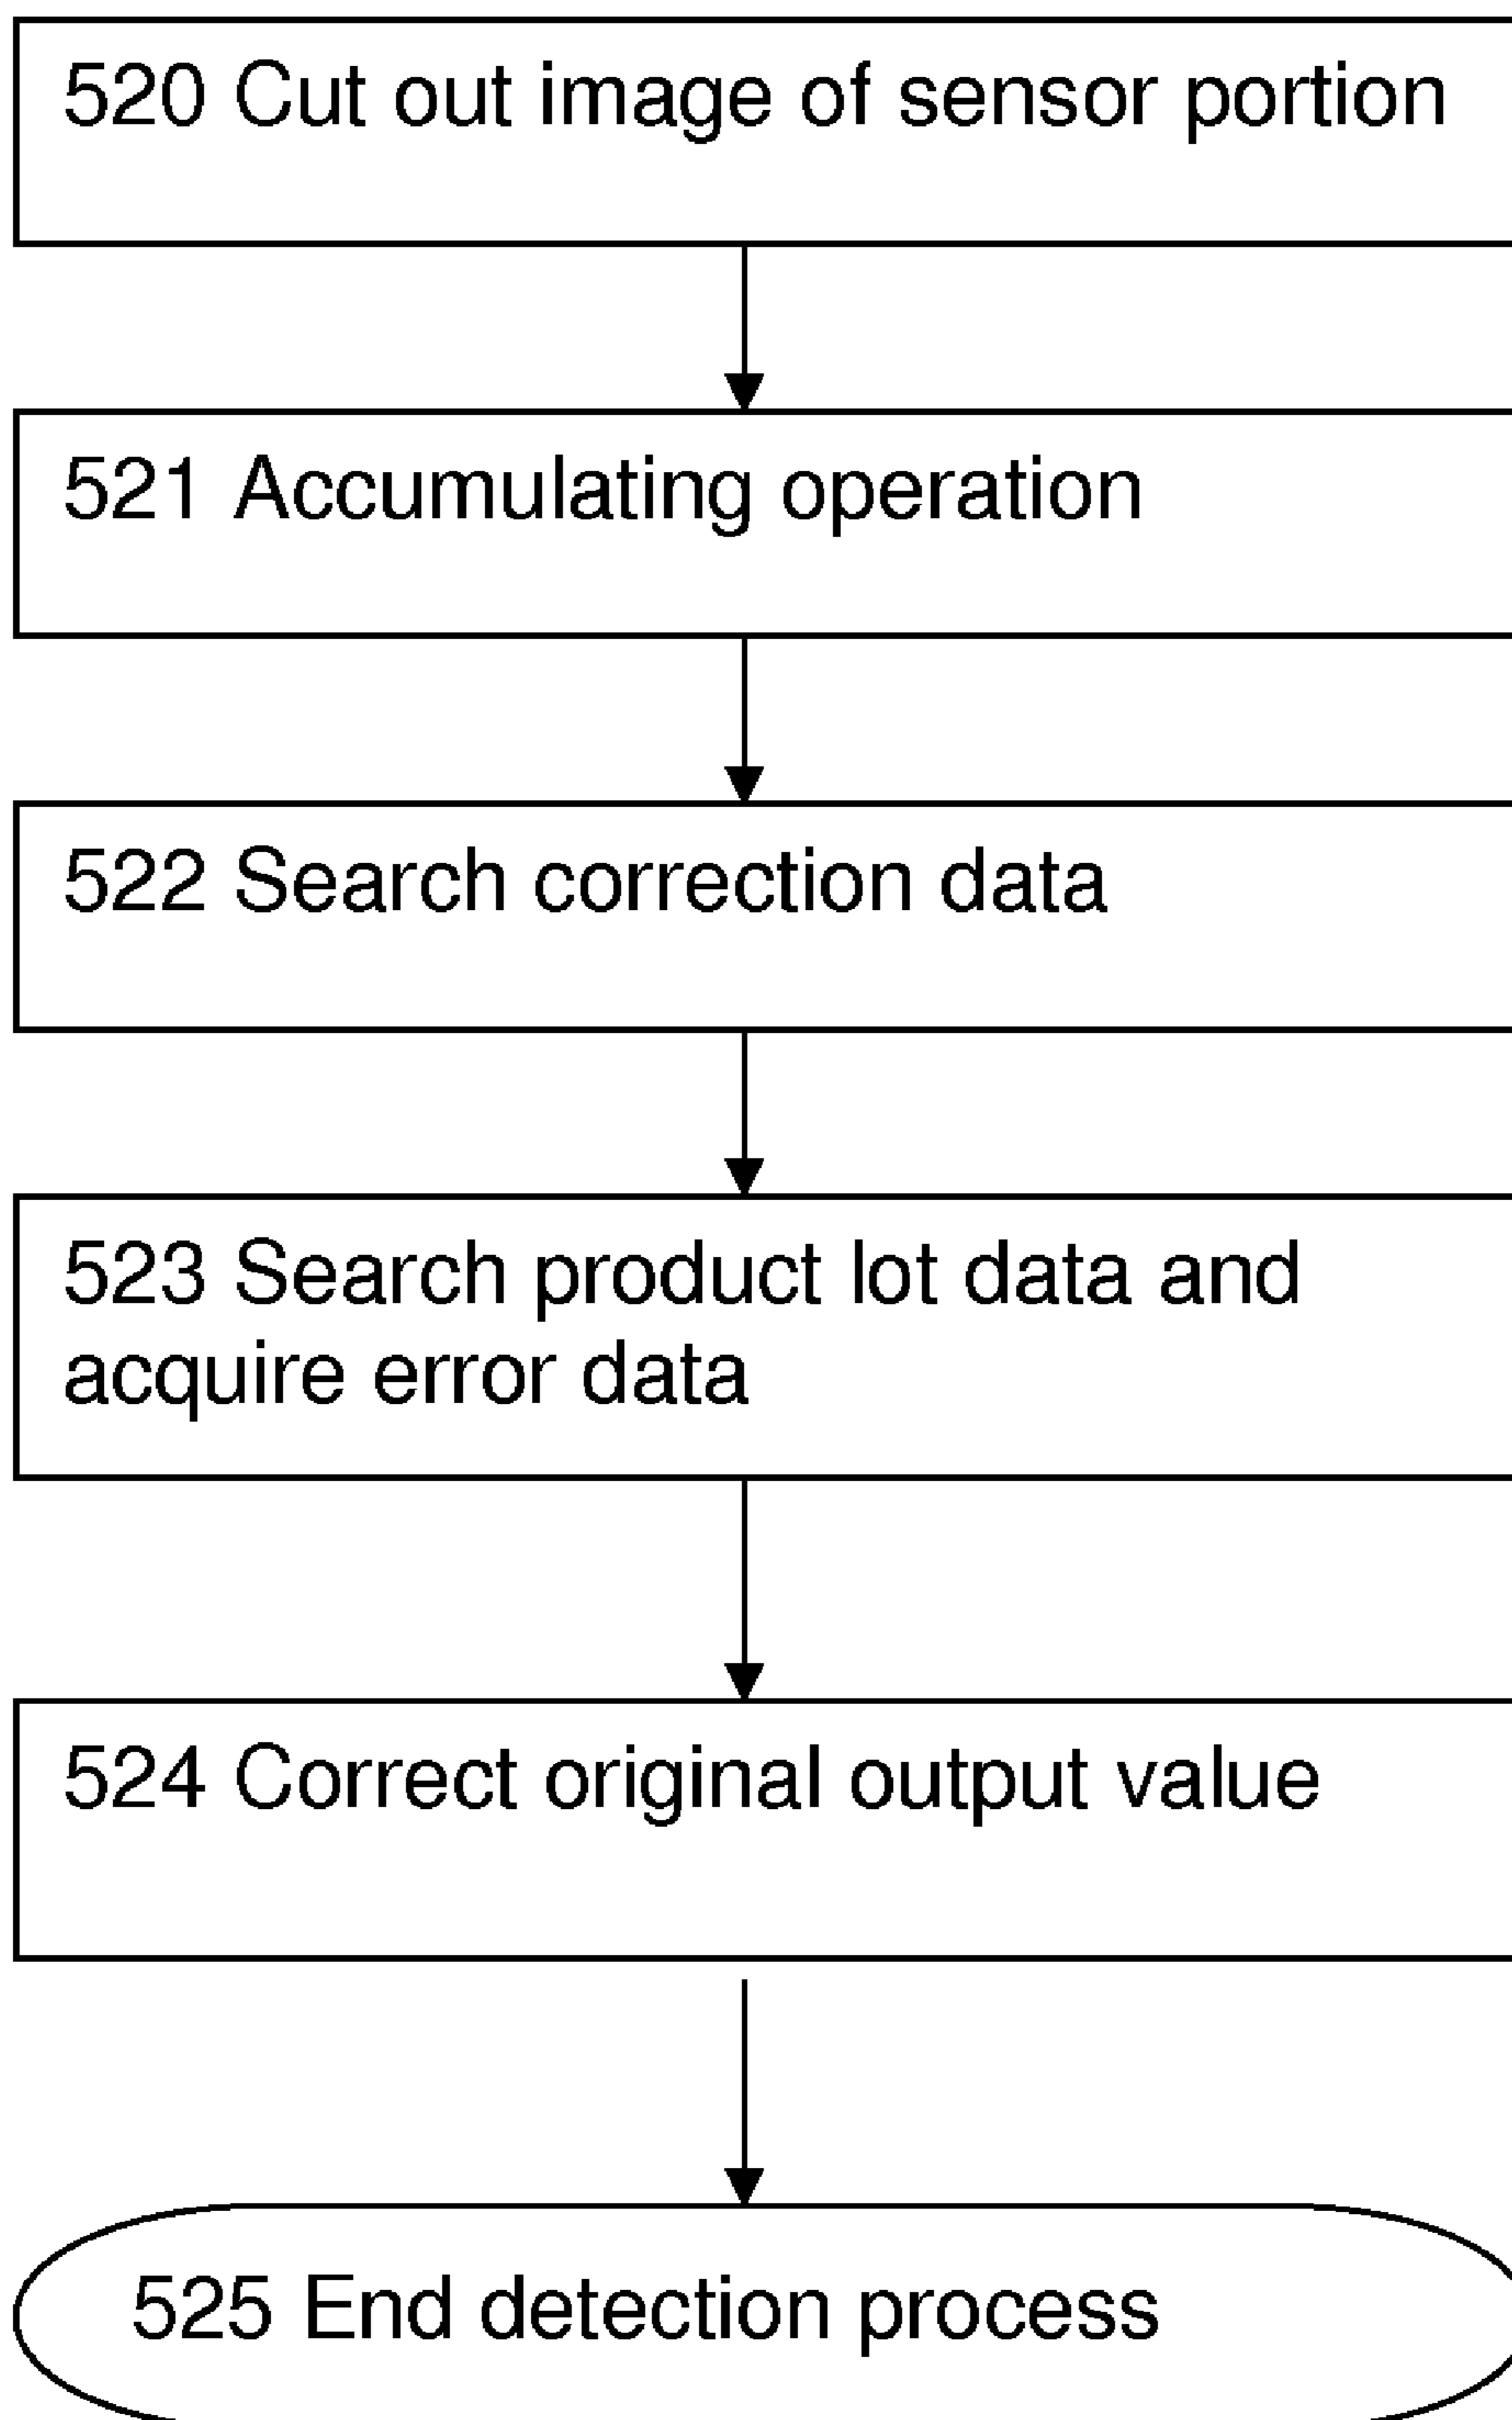 520 Cut out image of sensor portion
521 Accumulating operation
522 Search correction data
523 Search product lot data and
acquire error data
524 Correct original output value
525 End detection process